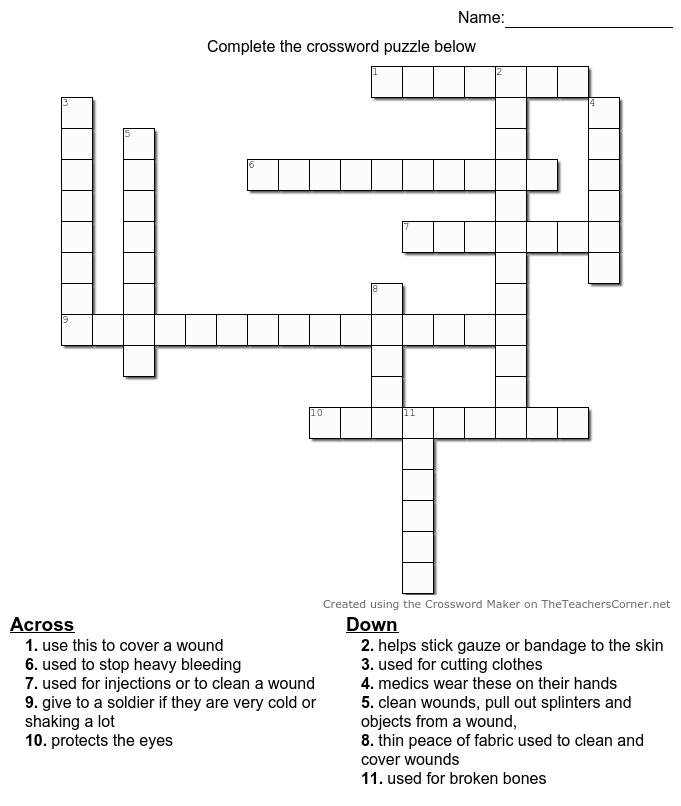 Name:
Complete the crossword puzzle below
1 2
3 4
5
6
7
8
9
10 11
Created using the Crossword Maker on TheTeachersCorner.net
Across
1. use this to cover a wound
6. used to stop heavy bleeding
7. used for injections or to clean a wound
9. give to a soldier if they are very cold or
shaking a lot
10. protects the eyes
Down
2. helps stick gauze or bandage to the skin
3. used for cutting clothes
4. medics wear these on their hands
5. clean wounds, pull out splinters and
objects from a wound,
8. thin peace of fabric used to clean and
cover wounds
11. used for broken bones